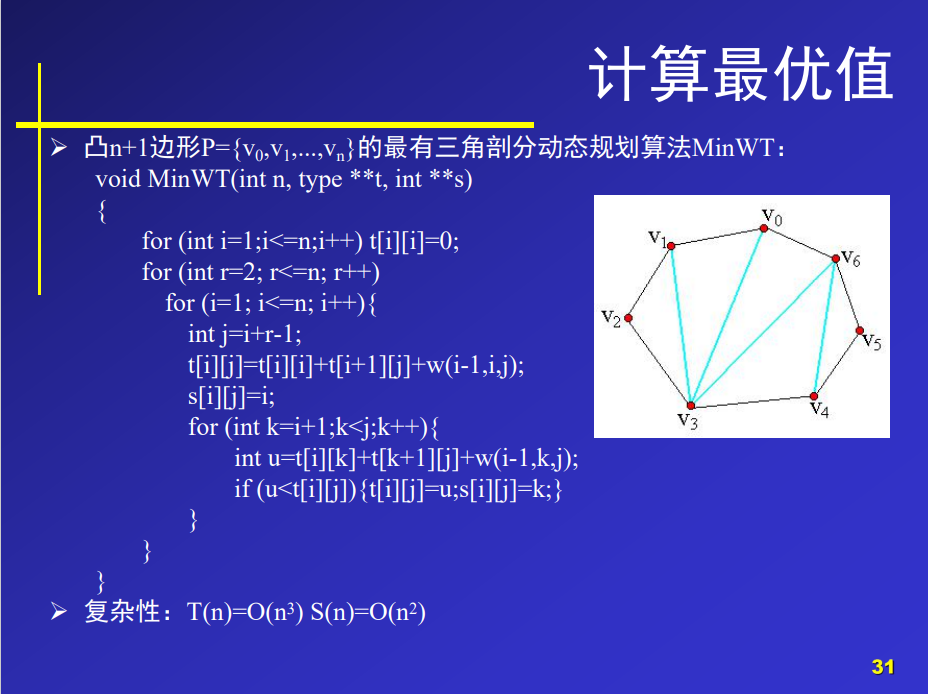 计算最优值
➢ 凸n+1边形P={v0,v1,...,vn}的最有三角剖分动态规划算法MinWT：
void MinWT(int n, type **t, int **s)
{
for (int i=1;i<=n;i++) t[i][i]=0;
for (int r=2; r<=n; r++)
for (i=1; i<=n; i++){
int j=i+r-1;
t[i][j]=t[i][i]+t[i+1][j]+w(i-1,i,j);
s[i][j]=i;
for (int k=i+1;k<j;k++){
int u=t[i][k]+t[k+1][j]+w(i-1,k,j);
if (u<t[i][j]){t[i][j]=u;s[i][j]=k;}
}
}
}
➢ 复杂性：T(n)=O(n³) S(n)=O(n²)
v0
v1
v6
v2
v5
v4
v3
31